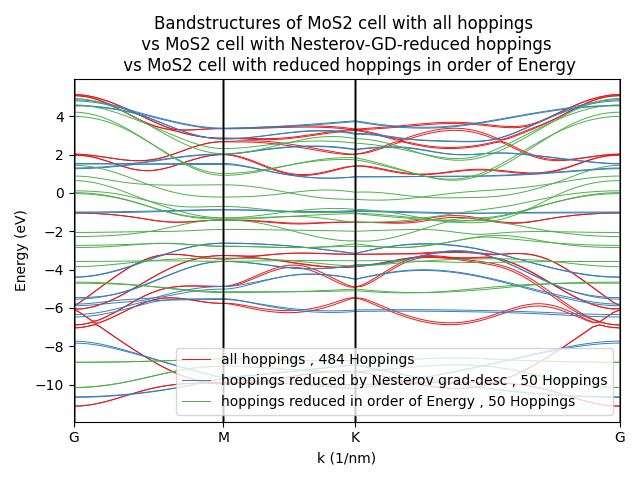 Bandstructures of MoS2 cell with all hoppings
vs MoS2 cell with Nesterov-GD-reduced hoppings
vs MoS2 cell with reduced hoppings in order of Energy
Energy (eV)
4
2
0
−2
−4
−6
−8
−10
all hoppings , 484 Hoppings
hoppings reduced by Nesterov grad-desc , 50 Hoppings
hoppings reduced in order of Energy , 50 Hoppings
G M K G
k (1/nm)